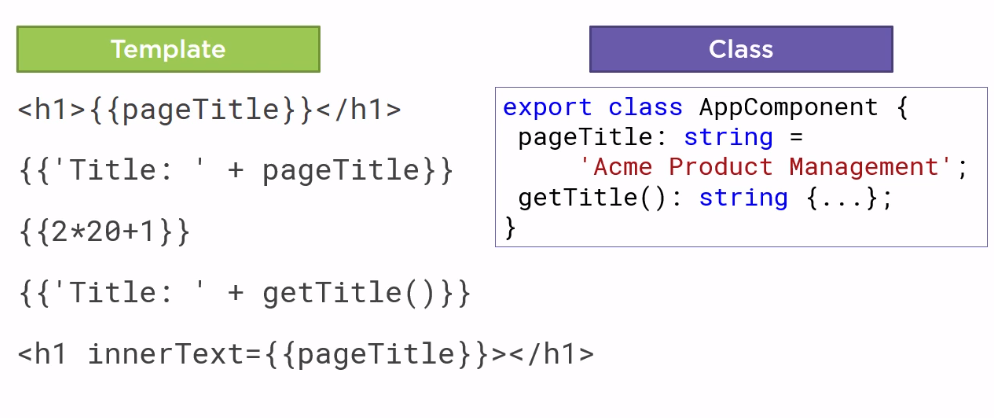 Template
<h1>{{pageTitle}}</h1>
{{'Title: ' + pageTitle}}
{{2*20+1}}
{{'Title: ' + getTitle()}}
<h1 innerText={{pageTitle}}></h1>
Class
export class AppComponent {
 pageTitle: string =
     'Acme Product Management';
 getTitle(): string {...};
}